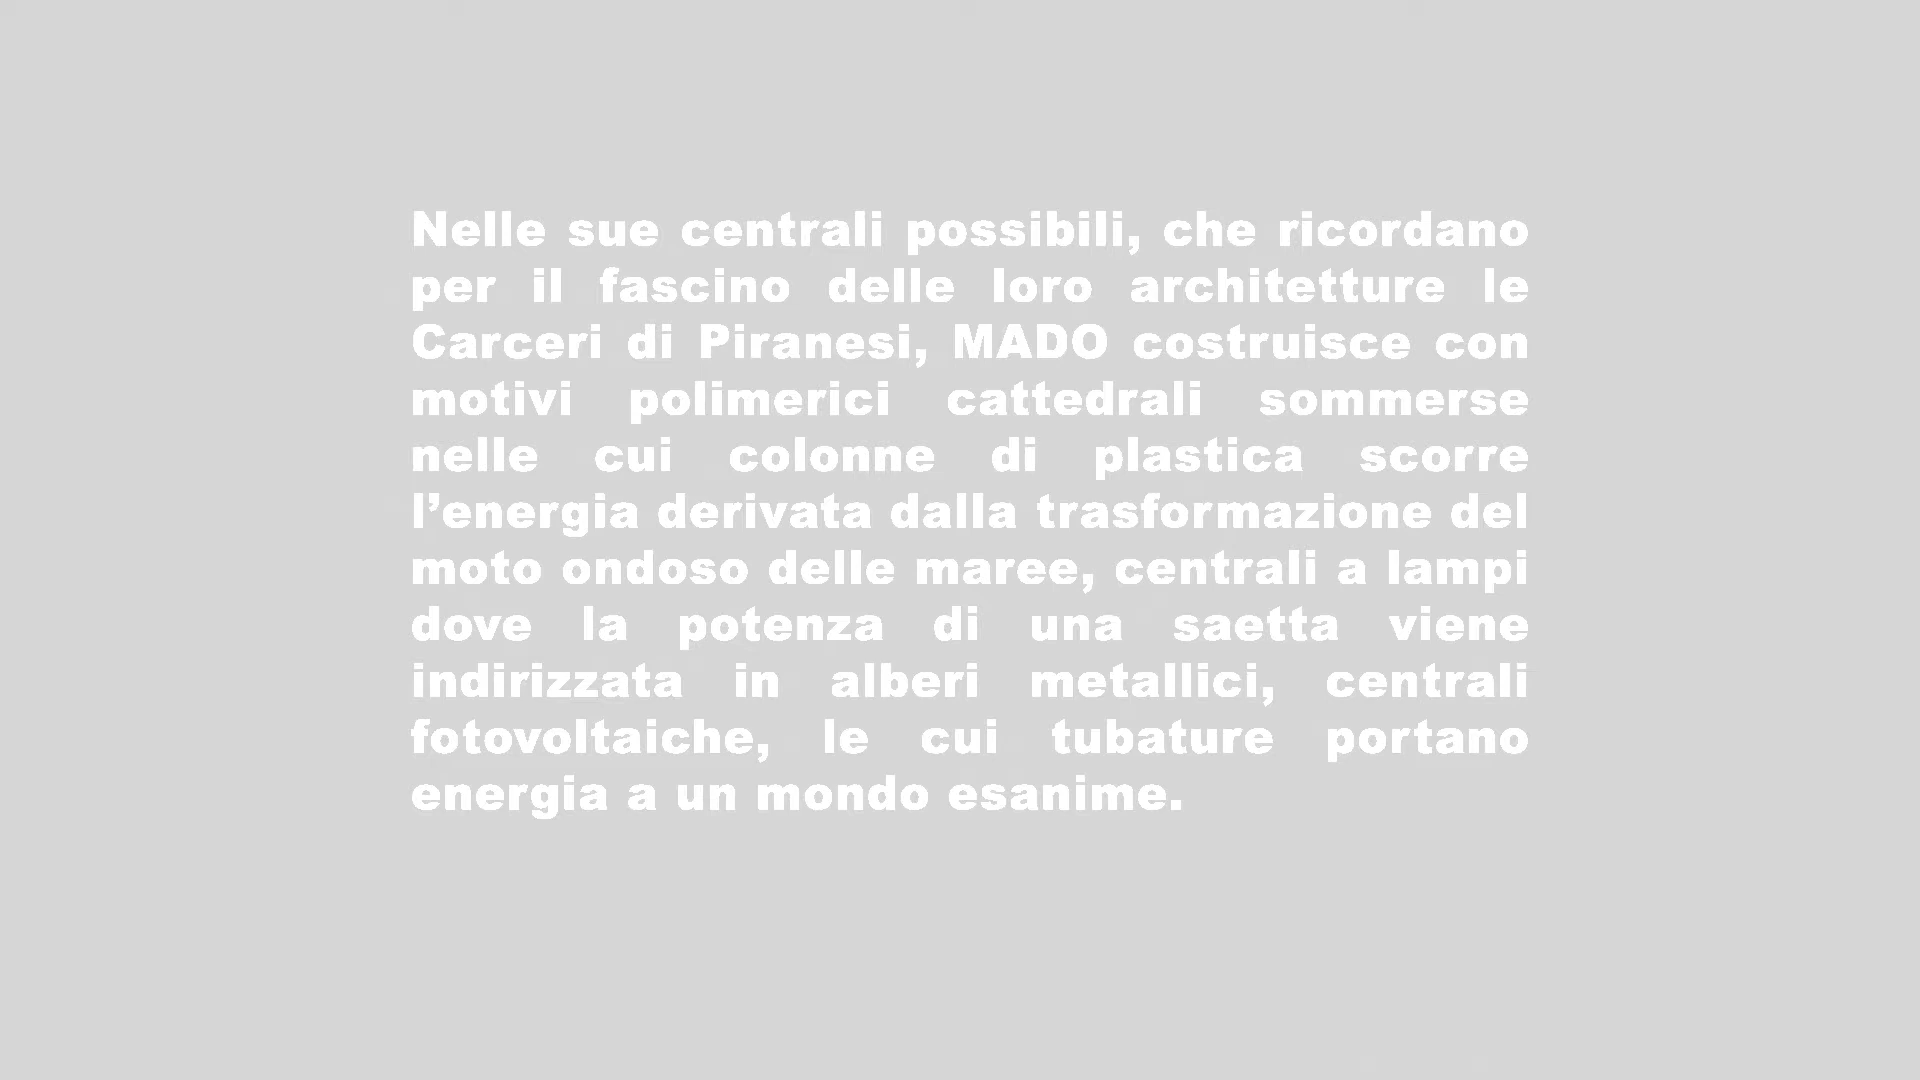 Nelle sue centrali possibili, che ricordano
per il fascino delle loro architetture le
Carceri di Piranesi, MADO costruisce con
motivi polimerici cattedrali sommerse
nelle cui colonne di plastica scorre
l’energia derivata dalla trasformazione del
moto ondoso delle maree, centrali a lampi
dove la potenza di una saetta viene
indirizzata in alberi metallici, centrali
fotovoltaiche, le cui tubature portano
energia a un mondo esanime.